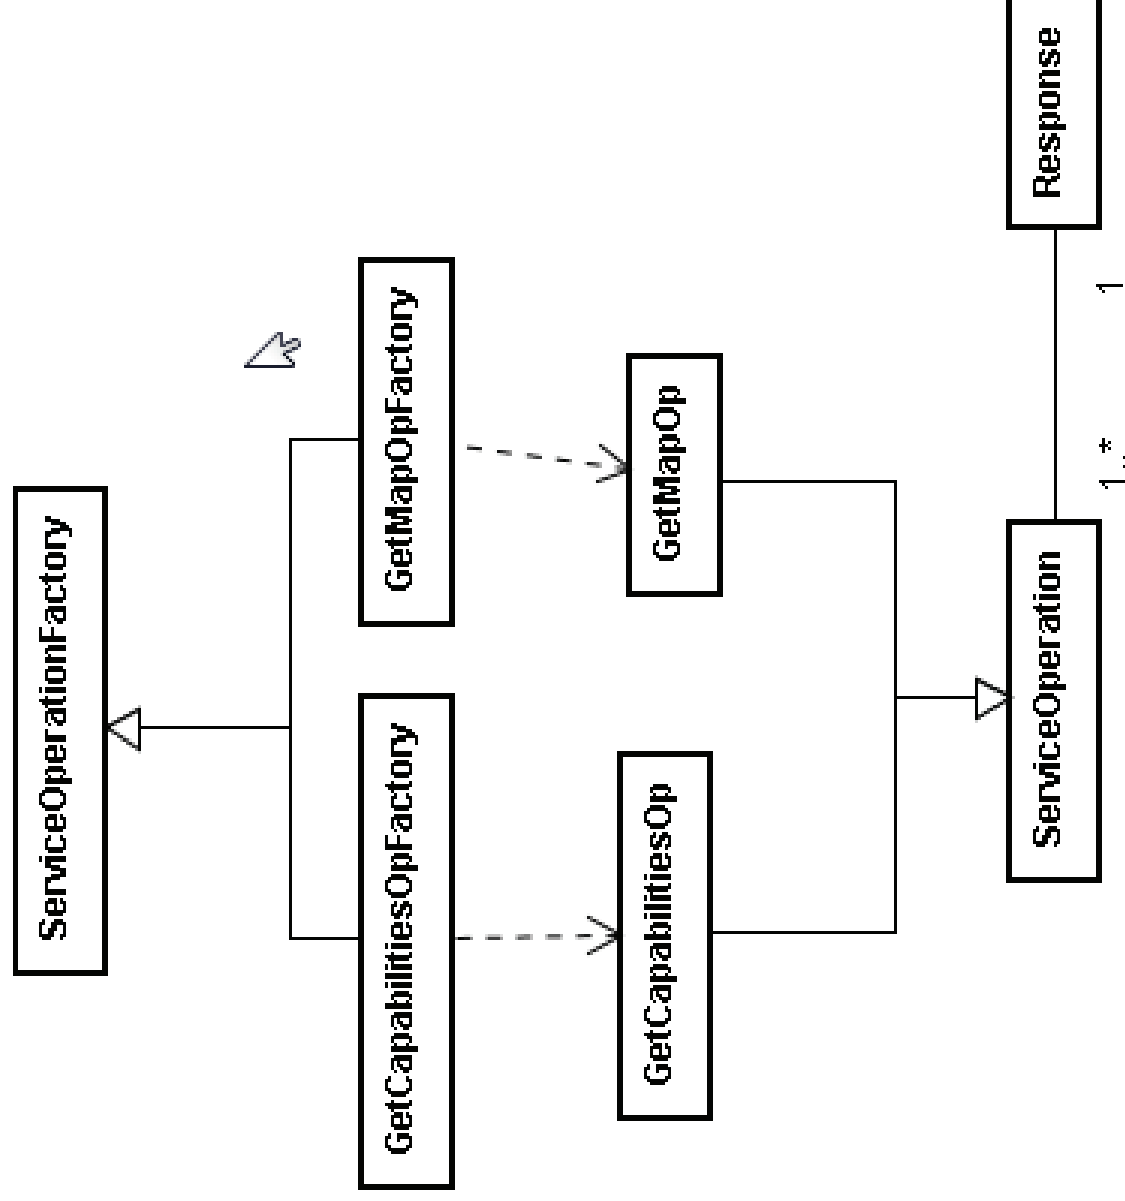 ServiceOperationFactory
GetCapabilitiesOpFactory
GetMapOpFactory
GetCapabilitiesOp
GetMapOp
ServiceOperation
1..*
1
Response